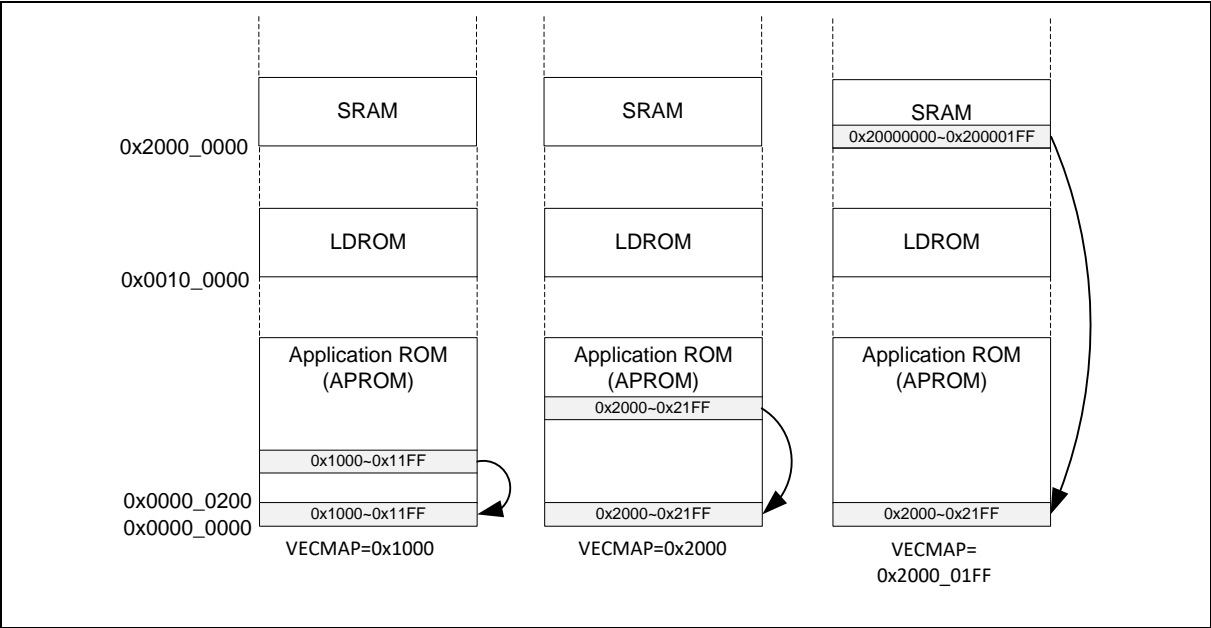 SRAM
0x2000_0000
LDROM
0x0010_0000
Application ROM
(APROM)
0x1000~0x11FF
0x0000_0200
0x1000~0x11FF
0x0000_0000
VECMAP=0x1000
SRAM
LDROM
Application ROM
(APROM)
0x2000~0x21FF
0x2000~0x21FF
VECMAP=0x2000
SRAM
0x20000000~0x200001FF
LDROM
Application ROM
(APROM)
0x2000~0x21FF
VECMAP=
0x2000_01FF